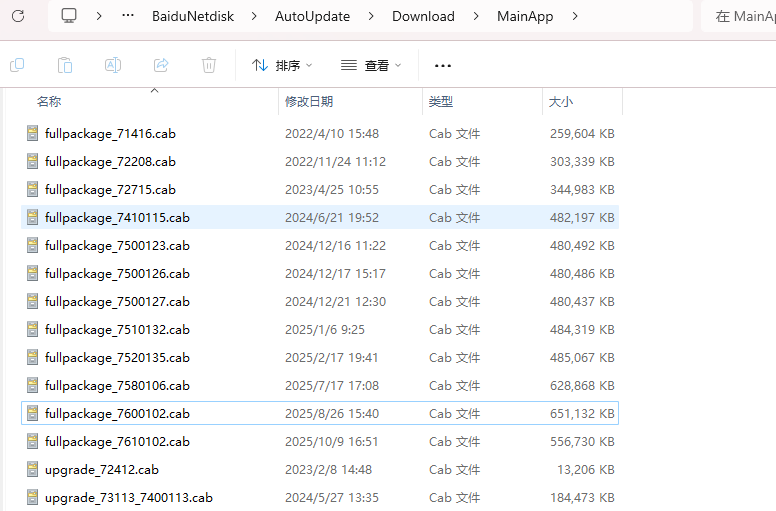 ··· BaiduNetdisk > AutoUpdate > Download > MainApp > 在 MainAp
排序 查看 ···
名称 修改日期 类型 大小
fullpackage_71416.cab 2022/4/10 15:48 Cab 文件 259,604 KB
fullpackage_72208.cab 2022/11/24 11:12 Cab 文件 303,339 KB
fullpackage_72715.cab 2023/4/25 10:55 Cab 文件 344,983 KB
fullpackage_7410115.cab 2024/6/21 19:52 Cab 文件 482,197 KB
fullpackage_7500123.cab 2024/12/16 11:22 Cab 文件 480,492 KB
fullpackage_7500126.cab 2024/12/17 15:17 Cab 文件 480,486 KB
fullpackage_7500127.cab 2024/12/21 12:30 Cab 文件 480,437 KB
fullpackage_7510132.cab 2025/1/6 9:25 Cab 文件 484,319 KB
fullpackage_7520135.cab 2025/2/17 19:41 Cab 文件 485,067 KB
fullpackage_7580106.cab 2025/7/17 17:08 Cab 文件 628,868 KB
fullpackage_7600102.cab 2025/8/26 15:40 Cab 文件 651,132 KB
fullpackage_7610102.cab 2025/10/9 16:51 Cab 文件 556,730 KB
upgrade_72412.cab 2023/2/8 14:48 Cab 文件 13,206 KB
upgrade_73113_7400113.cab 2024/5/27 13:35 Cab 文件 184,473 KB